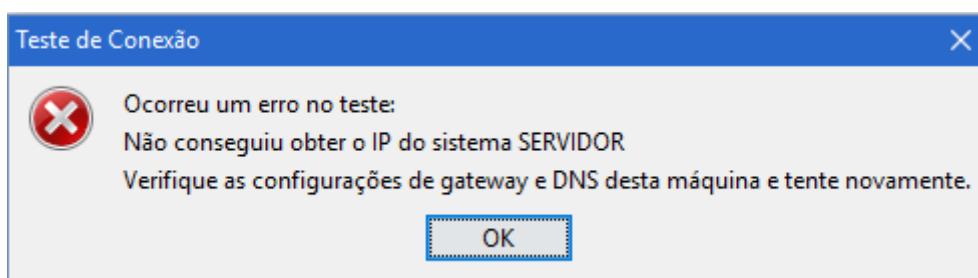 Teste de Conexão
Ocorreu um erro no teste:
Não conseguiu obter o IP do sistema SERVIDOR
Verifique as configurações de gateway e DNS desta máquina e tente novamente.
OK